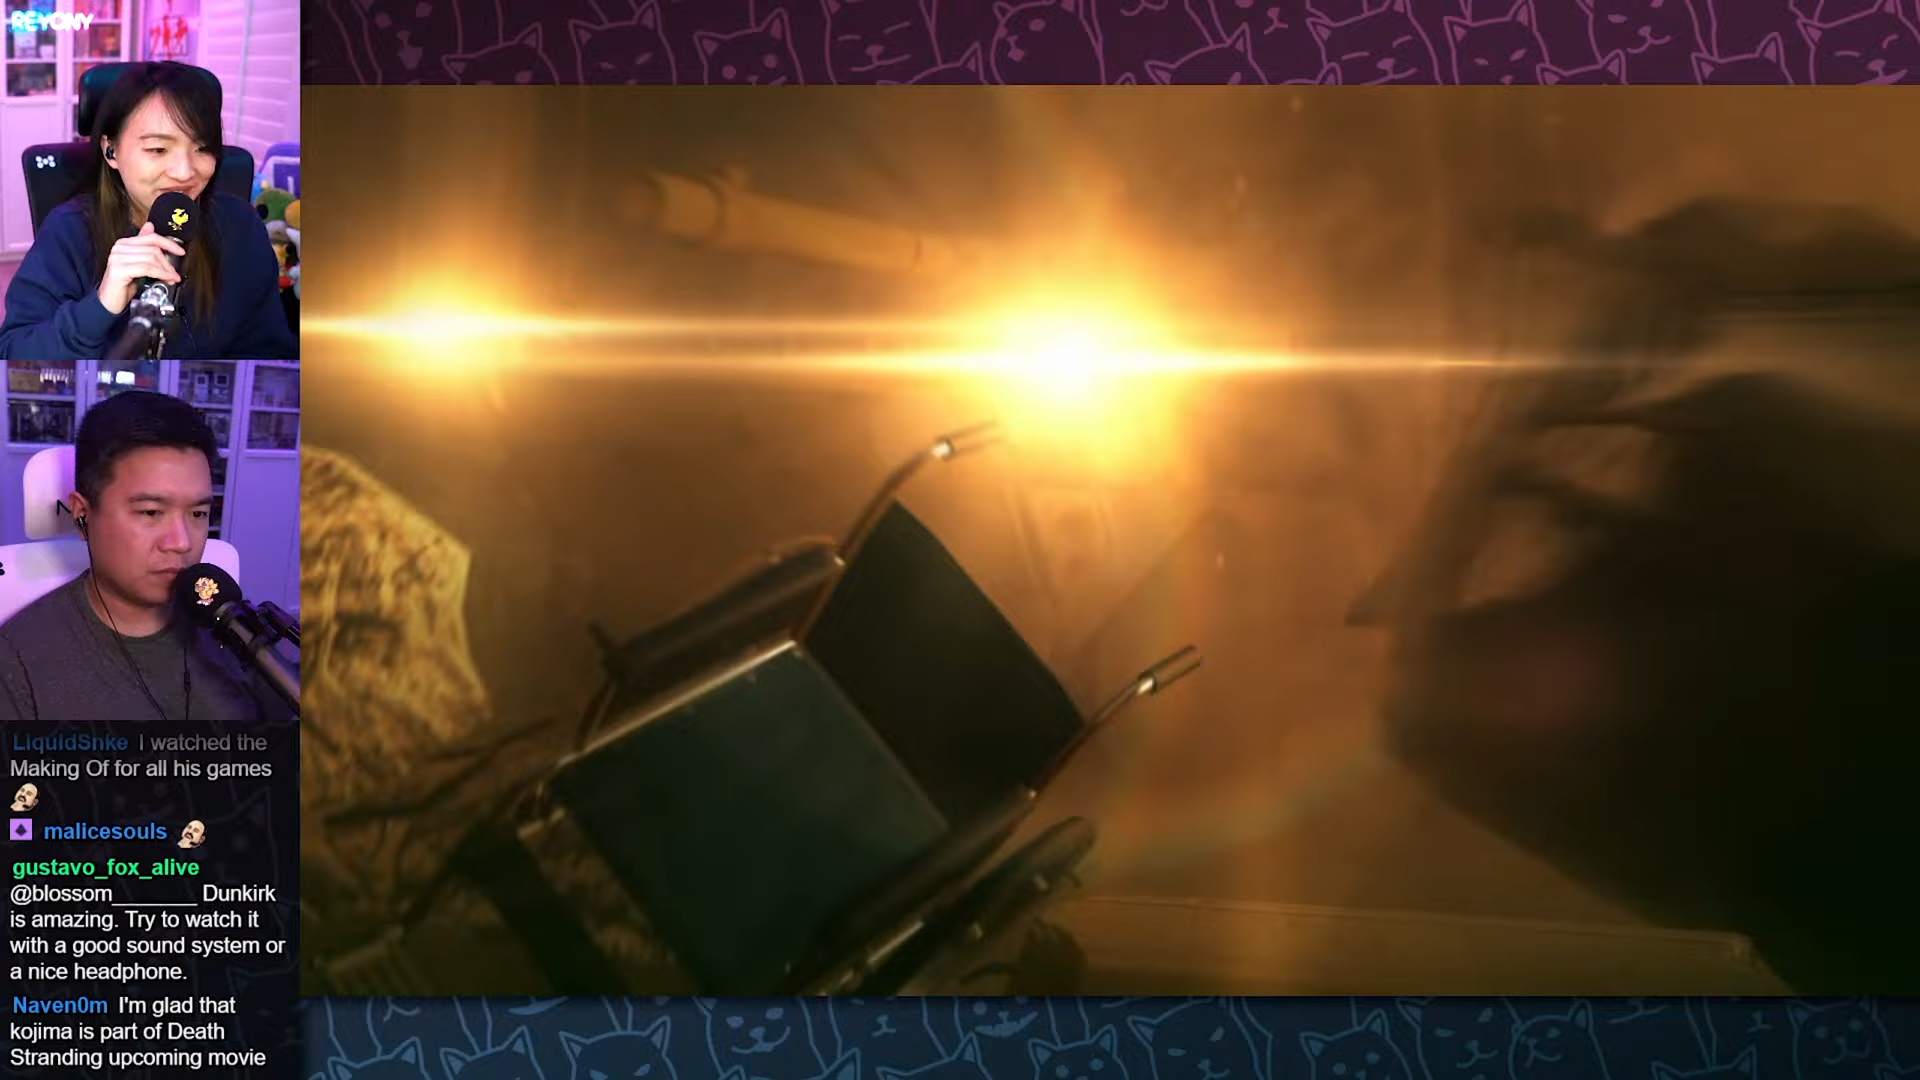 REYONY
LiquidSnke I watched the
Making Of for all his games
malicesouls
gustavo_fox_alive
@blossom_______ Dunkirk
is amazing. Try to watch it
with a good sound system or
a nice headphone.
Naven0m I'm glad that
kojima is part of Death
Stranding upcoming movie